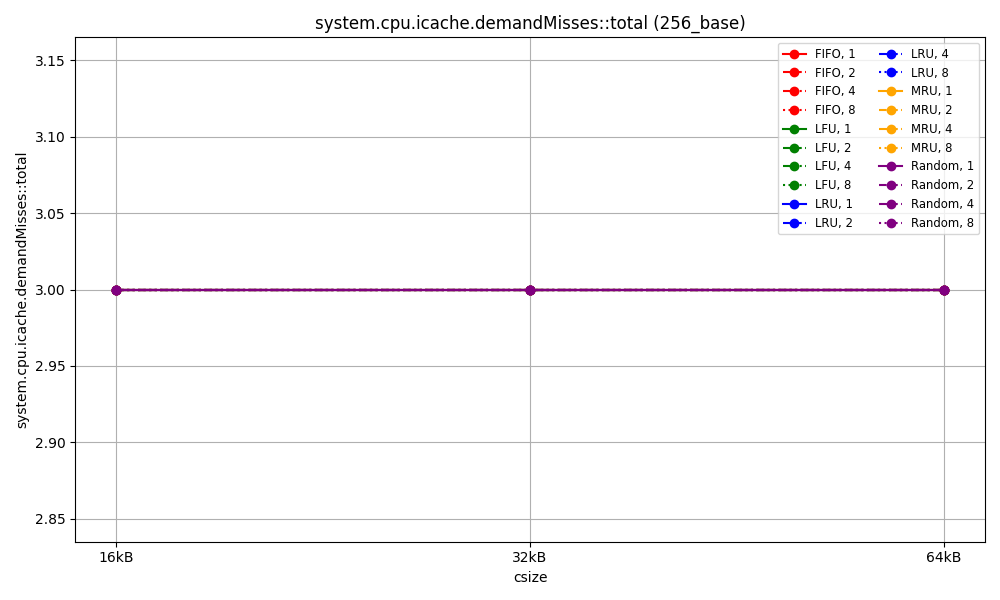 system.cpu.icache.demandMisses::total (256_base)
system.cpu.icache.demandMisses::total
3.15
3.10
3.05
3.00
2.95
2.90
2.85
FIFO, 1
FIFO, 2
FIFO, 4
FIFO, 8
LFU, 1
LFU, 2
LFU, 4
LFU, 8
LRU, 1
LRU, 2
LRU, 4
LRU, 8
MRU, 1
MRU, 2
MRU, 4
MRU, 8
Random, 1
Random, 2
Random, 4
Random, 8
16kB
32kB
64kB
csize